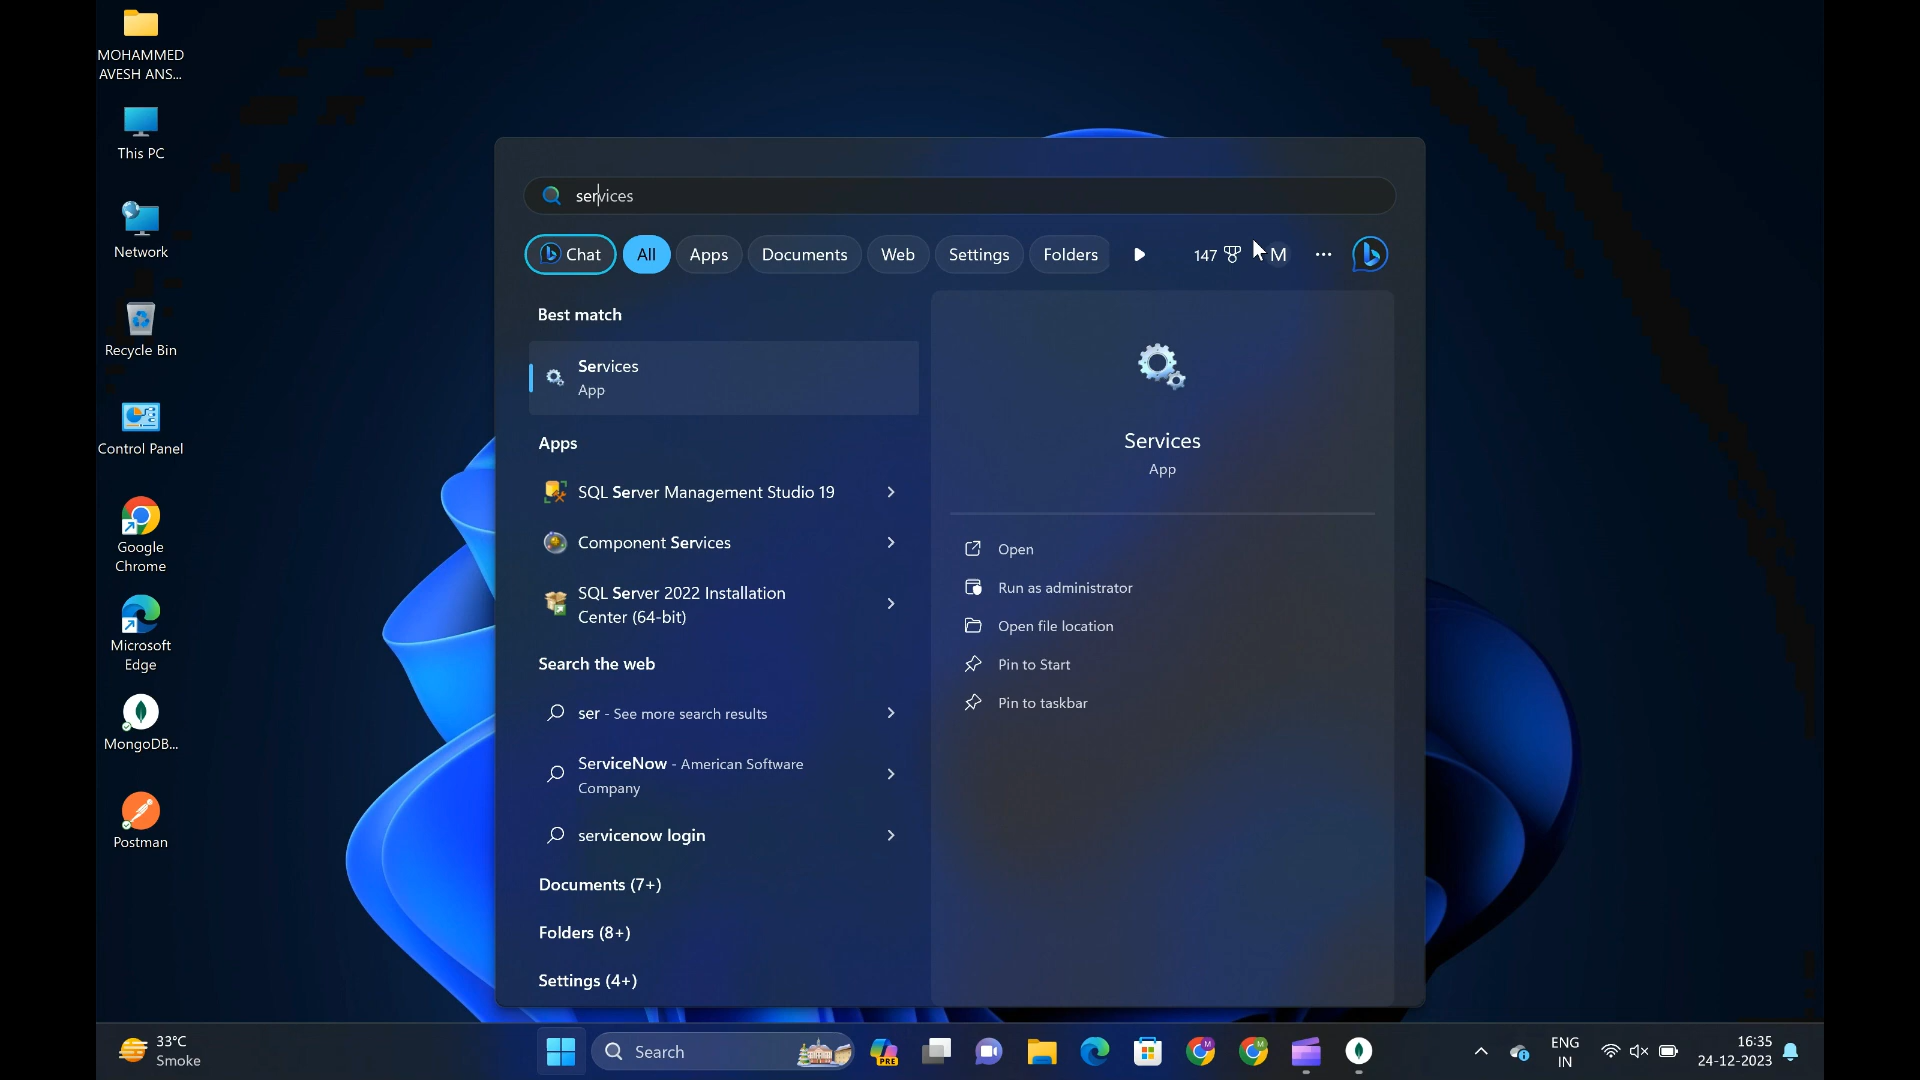 MOHAMMED
AVESH ANS...
This PC
Network
Recycle Bin
Control Panel
Google
Chrome
Microsoft
Edge
MongoDB...
Postman
services
Chat
All
Apps
Documents
Web
Settings
Folders
147
M
Best match
Services
App
Apps
SQL Server Management Studio 19
Component Services
SQL Server 2022 Installation
Center (64-bit)
Search the web
ser - See more search results
ServiceNow - American Software
Company
servicenow login
Documents (7+)
Folders (8+)
Settings (4+)
Services
App
Open
Run as administrator
Open file location
Pin to Start
Pin to taskbar
33°C
Smoke
Search
PRE
M
M
ENG
IN
16:35
24-12-2023